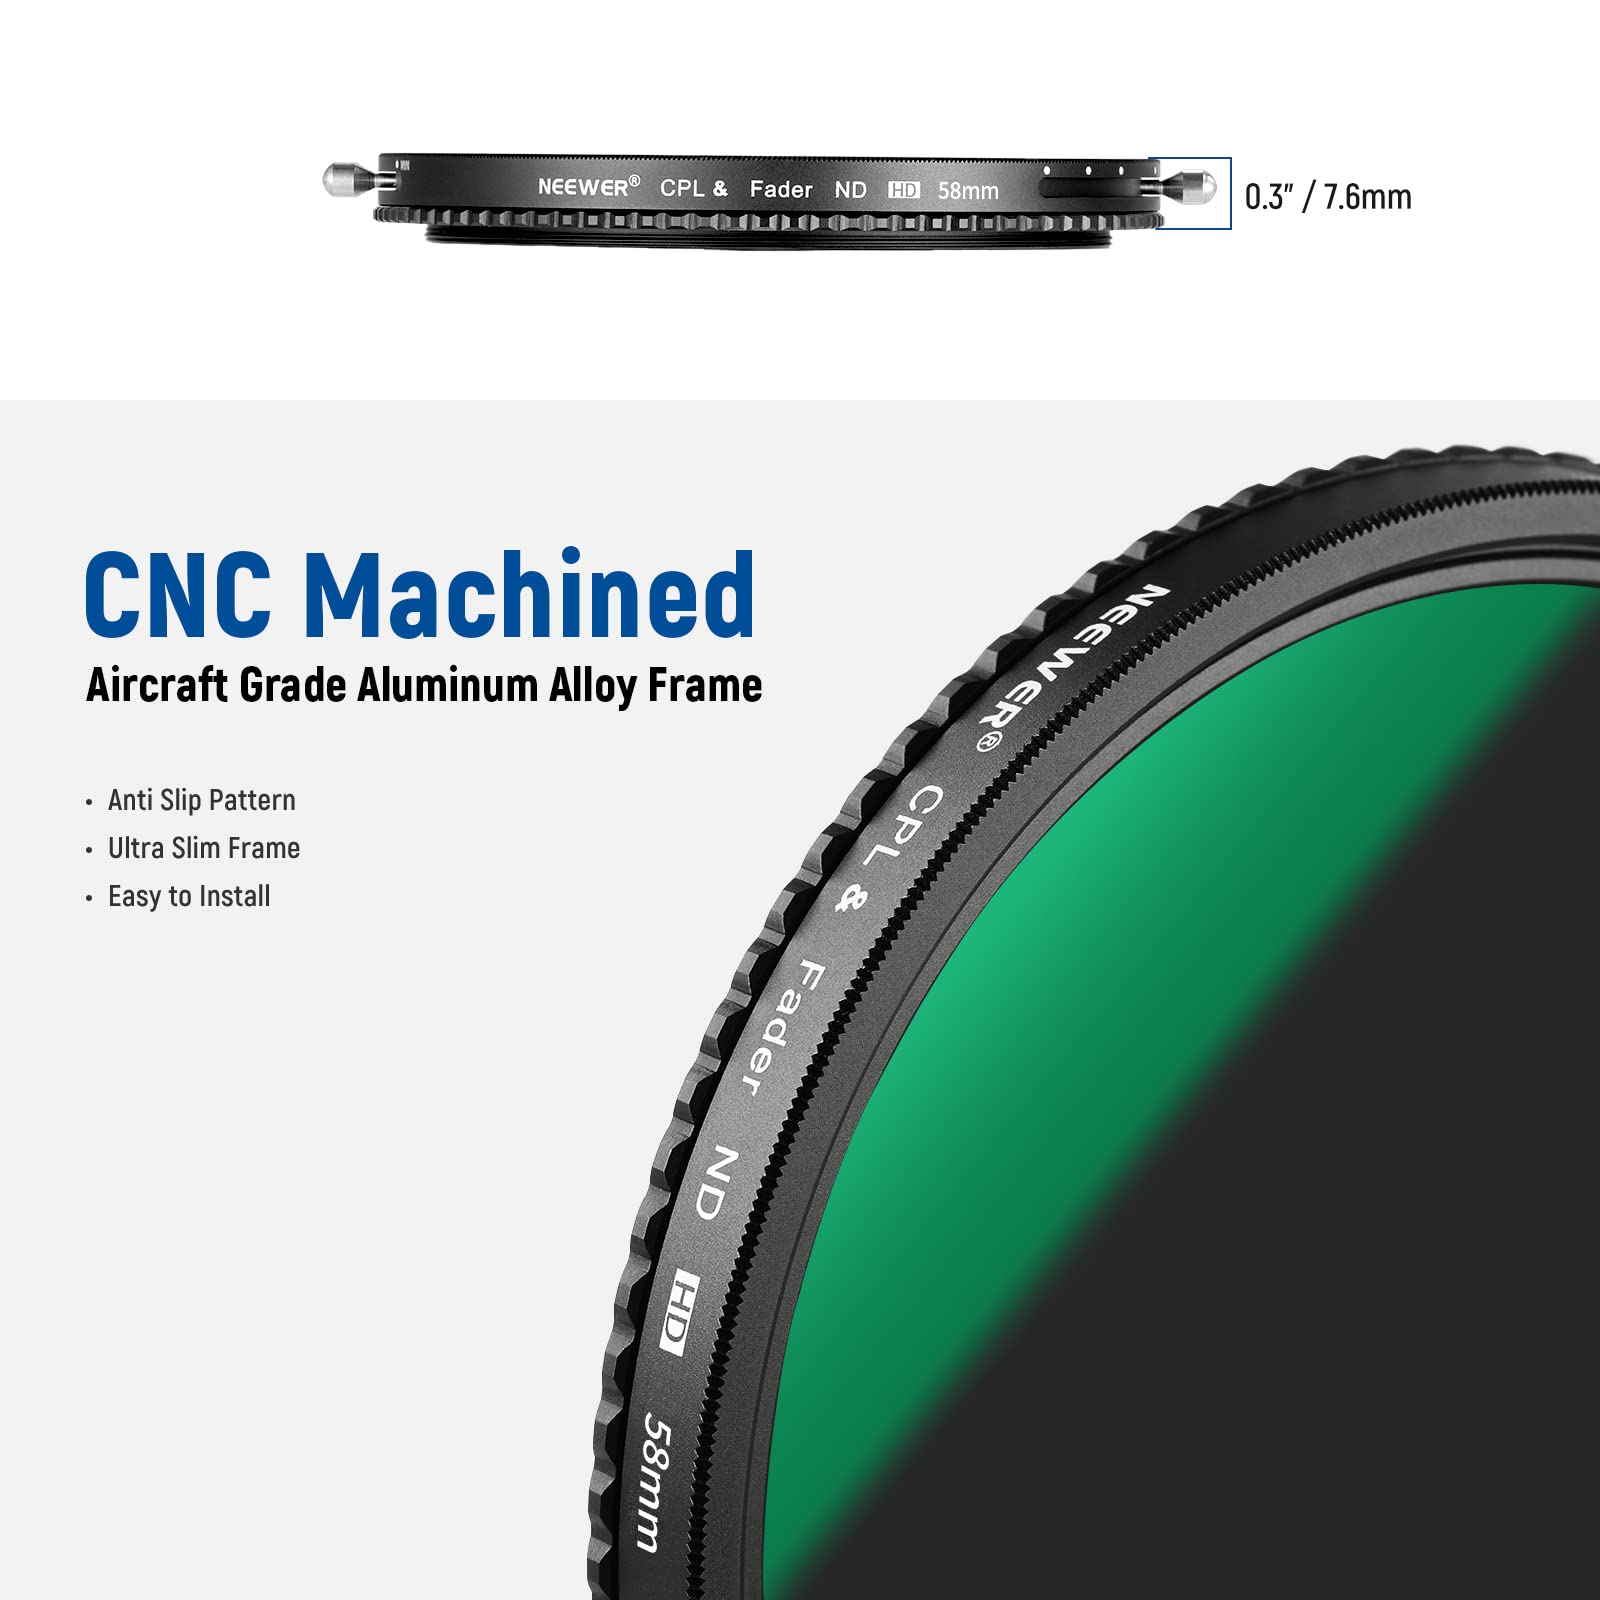 MIN
NEEWER® CPL & Fader ND HD 58mm
0.3″ / 7.6mm
CNC Machined
Aircraft Grade Aluminum Alloy Frame
• Anti Slip Pattern
• Ultra Slim Frame
• Easy to Install
NEEWER® CPL & Fader ND HD 58mm